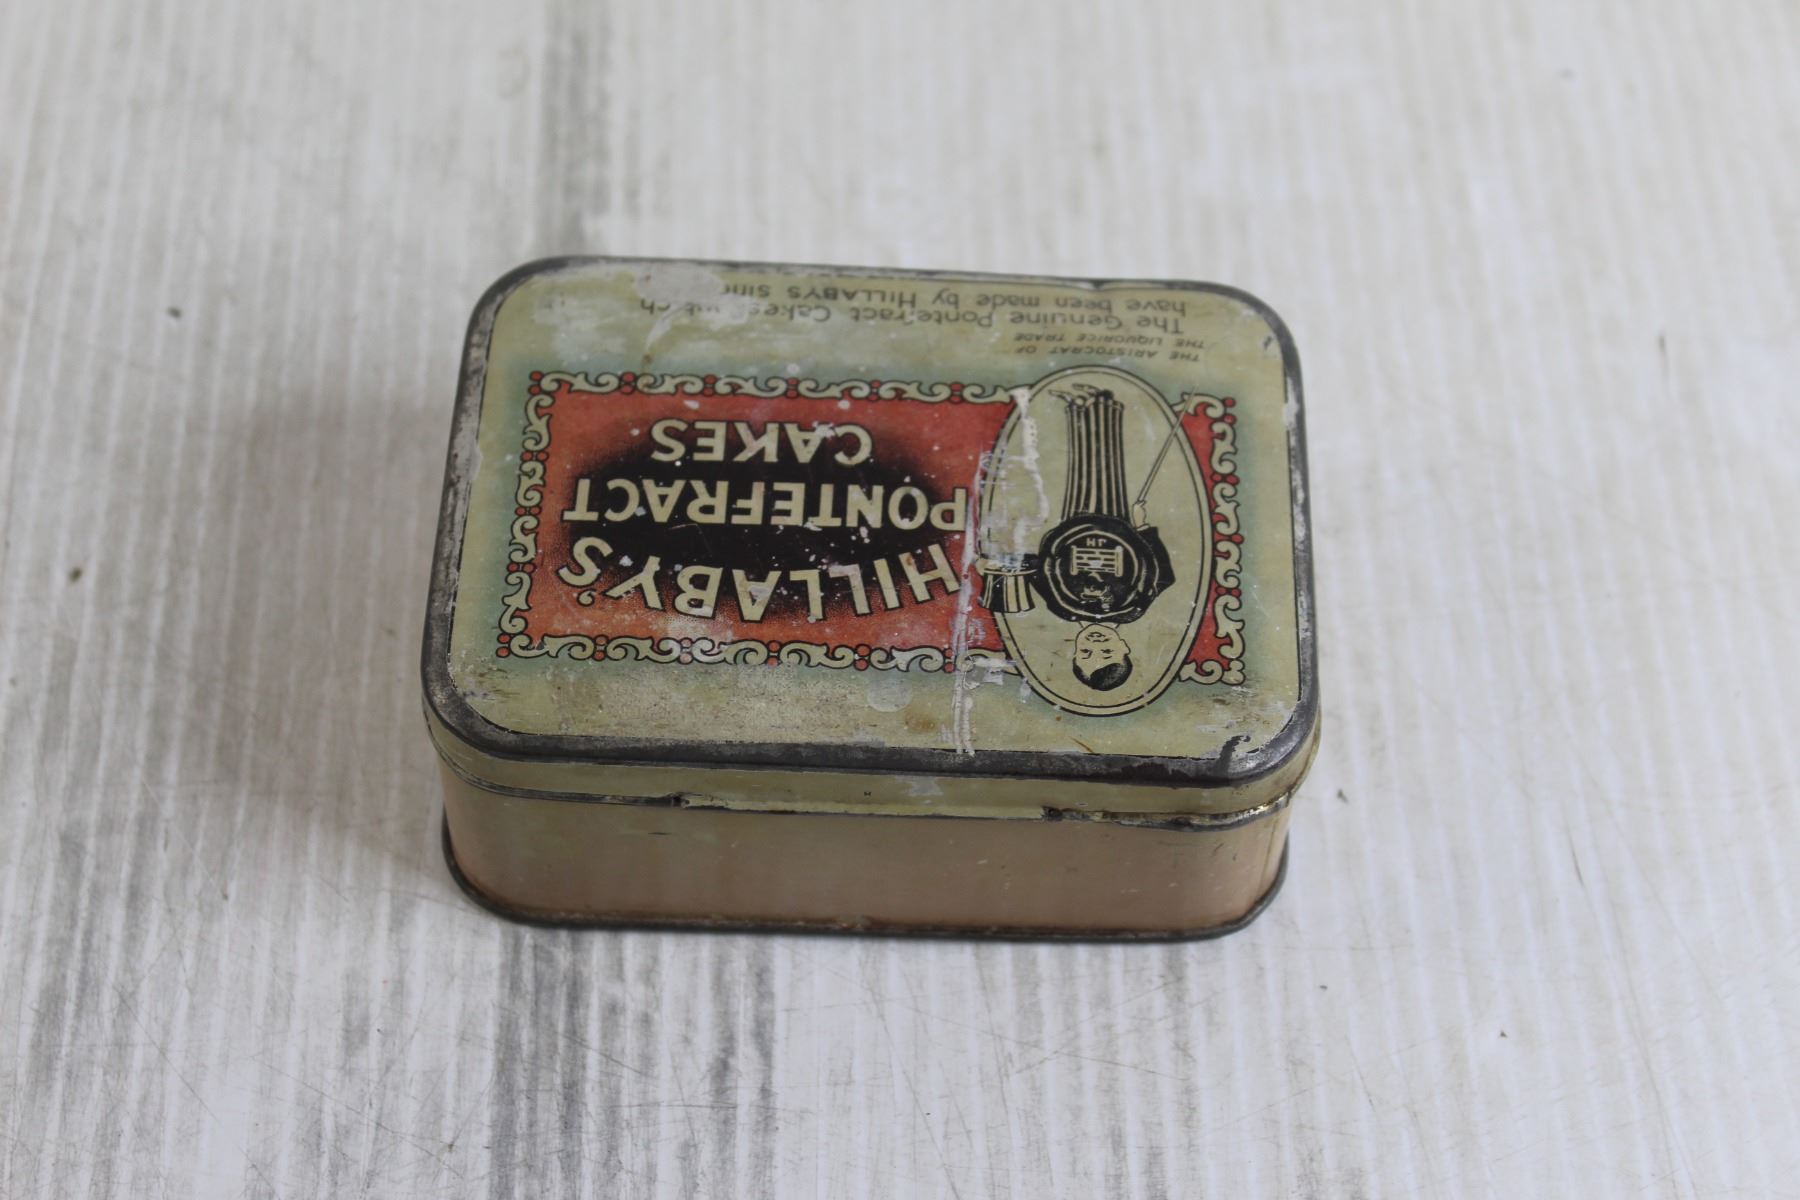 HILLABY'S
PONTEFRACT
CAKES
JH
THE ARISTOCRAT OF
THE LIQUORICE TRADE
The Genuine Pontefract Cakes which
have been made by HILLABYS